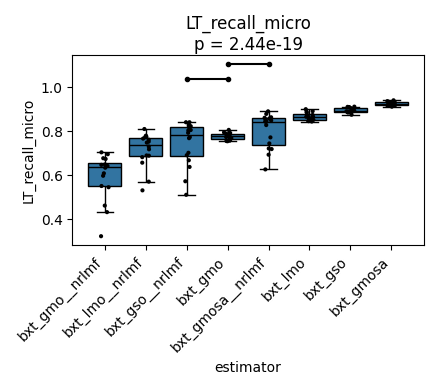 LT_recall_micro
p = 2.44e-19
LT_recall_micro
1.0
0.8
0.6
0.4
bxt_gmo__nrlmf
bxt_lmo__nrlmf
bxt_gso__nrlmf
bxt_gmo
bxt_gmosa__nrlmf
bxt_lmo
bxt_gso
bxt_gmosa
estimator